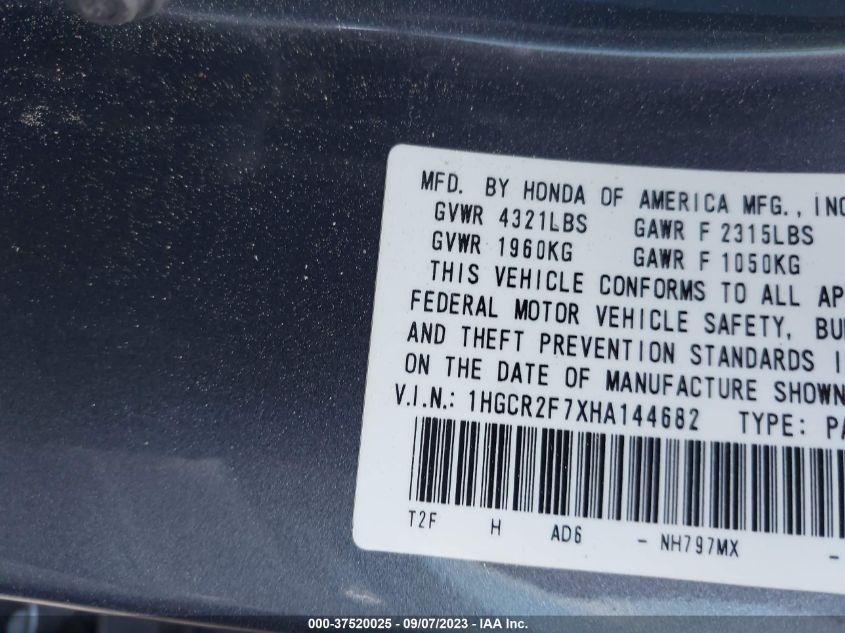 MFD. BY HONDA OF AMERICA MFG., INC
GVWR 4321LBS GAWR F 2315LBS
GVWR 1960KG GAWR F 1050KG
THIS VEHICLE CONFORMS TO ALL AP
FEDERAL MOTOR VEHICLE SAFETY, BU
AND THEFT PREVENTION STANDARDS I
ON THE DATE OF MANUFACTURE SHOWN
V.I.N.: 1HGCR2F7XHA144682 TYPE: PA
T2F H AD6 - NH797MX -
000-37520025 - 09/07/2023 - IAA Inc.